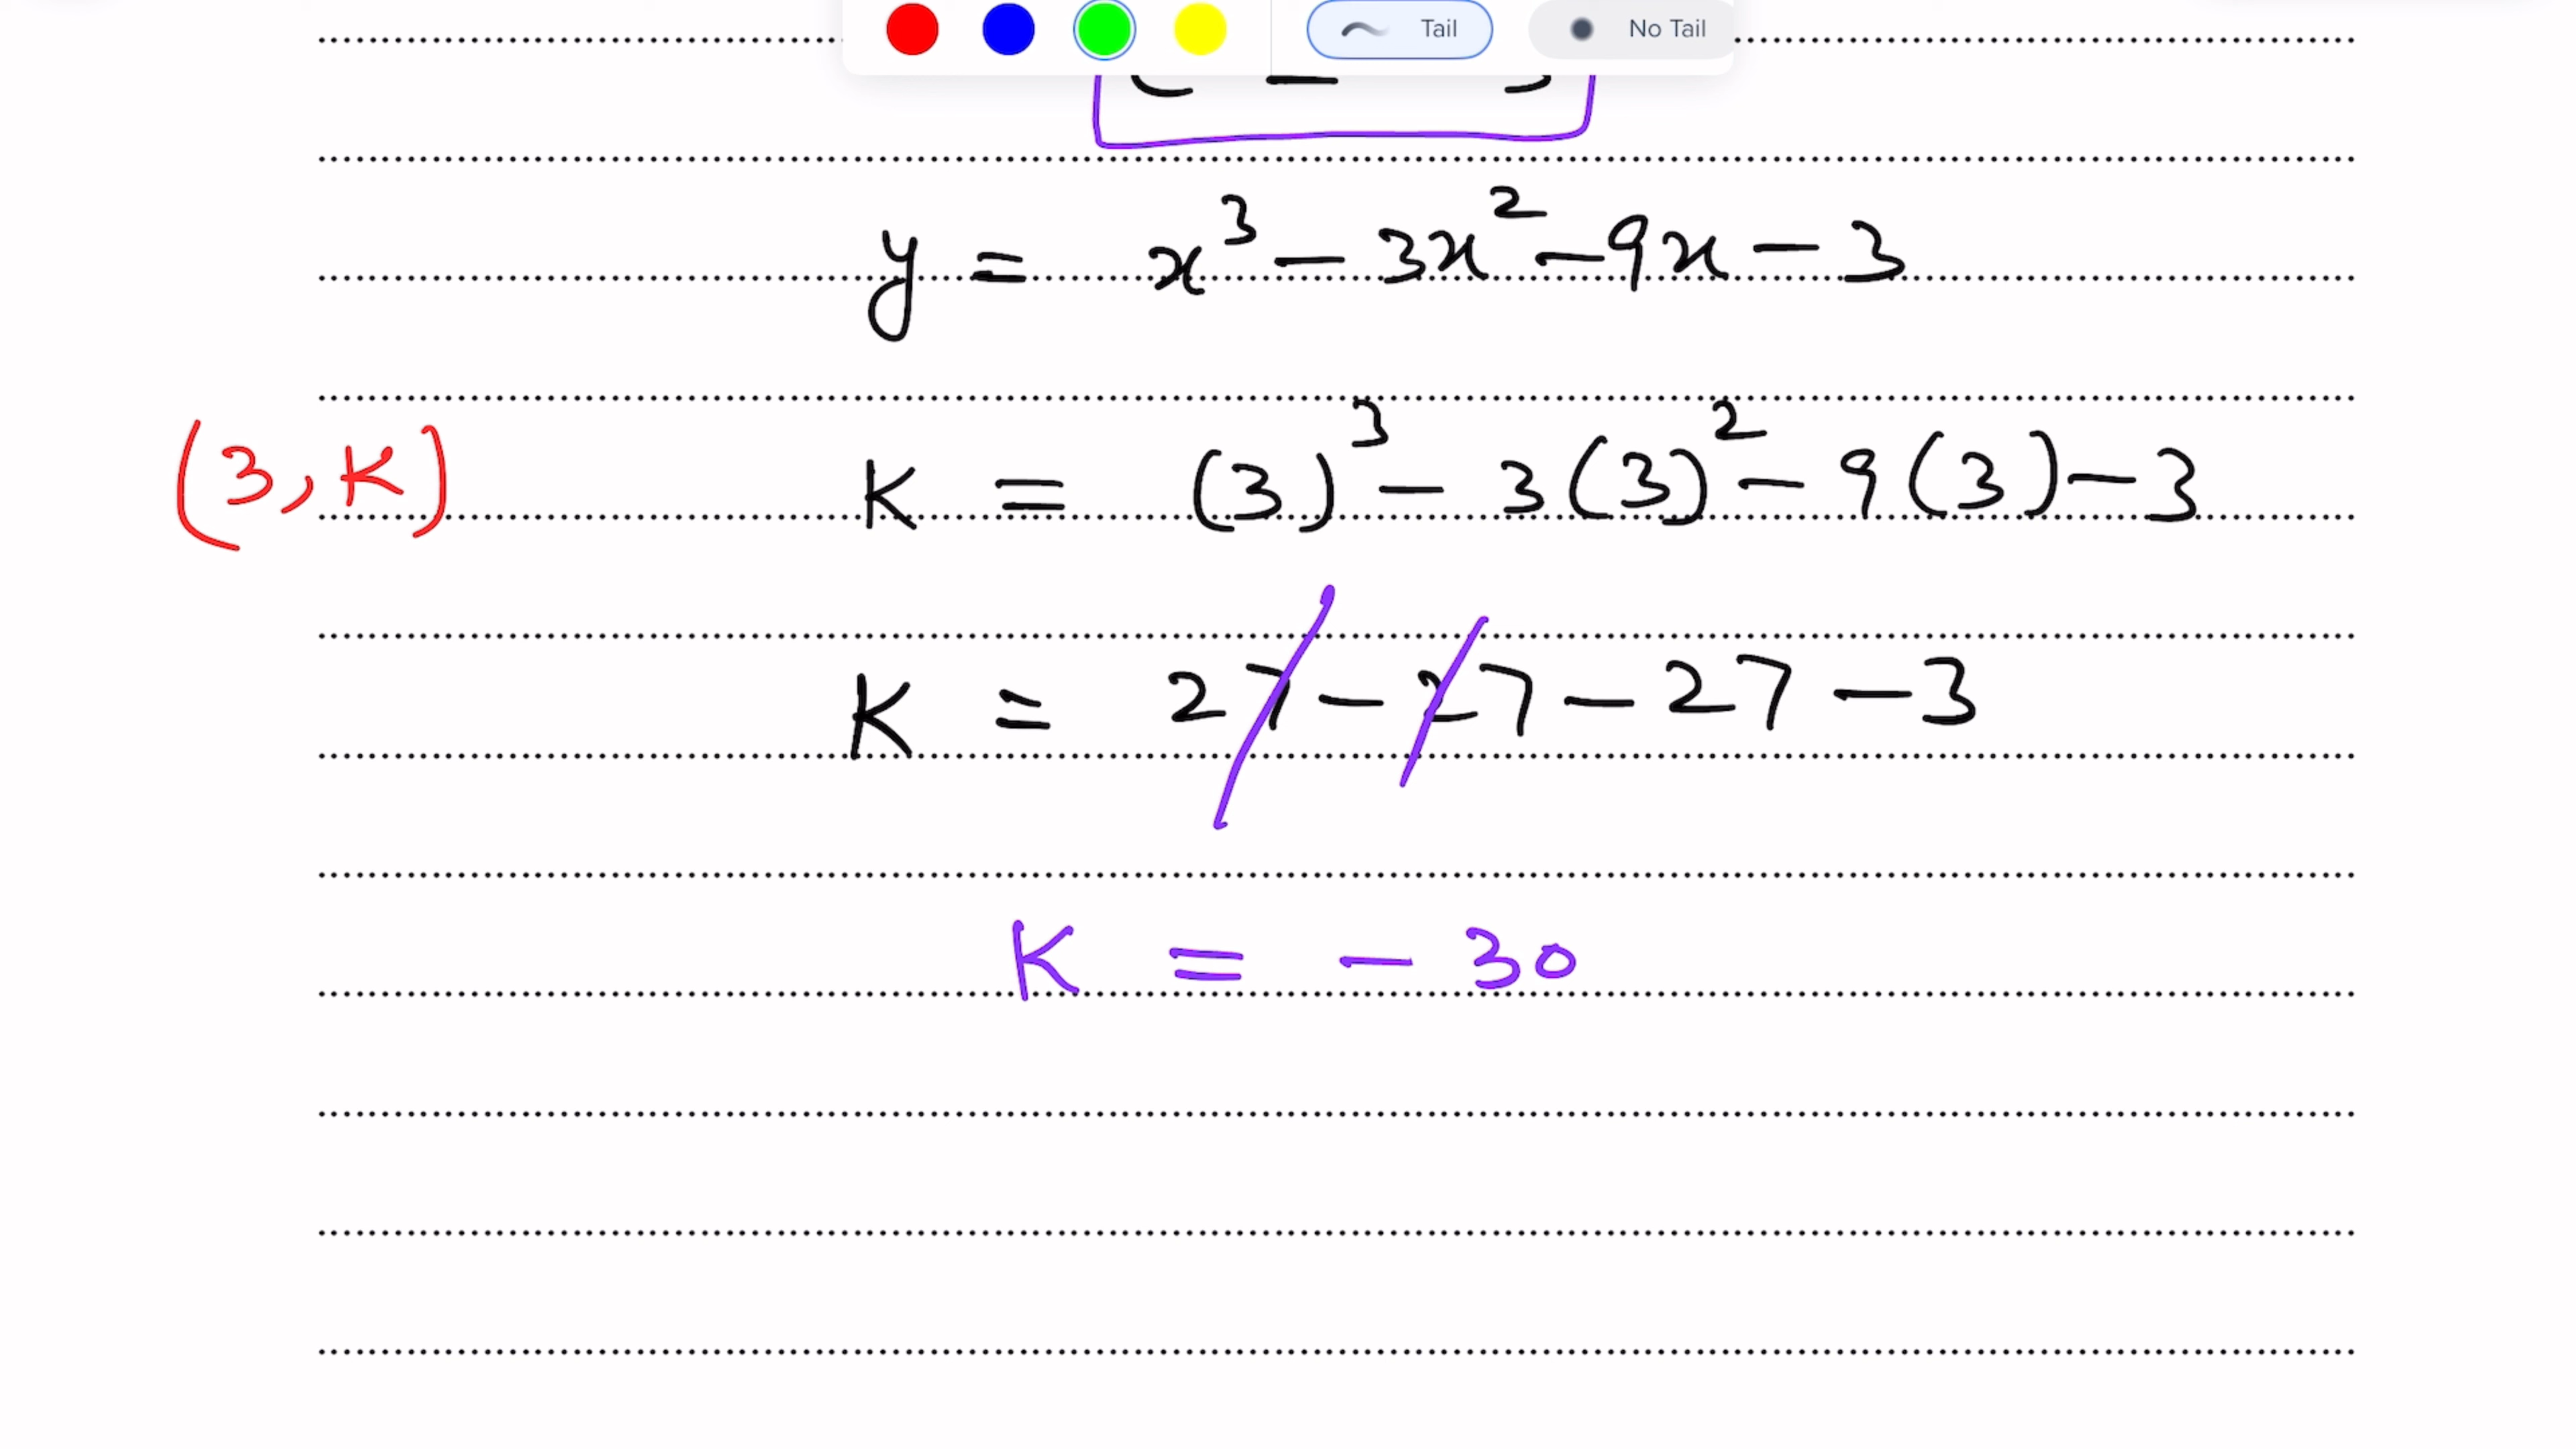 Tail No Tail
y = x³ - 3x² - 9x - 3
(3, K) K = (3)³ - 3(3)² - 9(3) - 3
K = 27 - 27 - 27 - 3
K = - 30